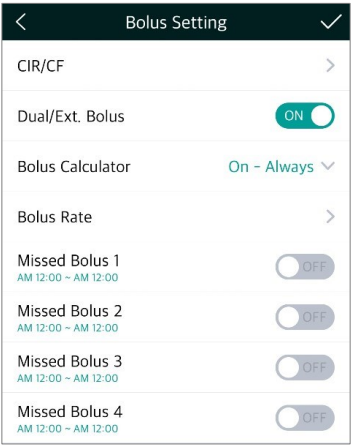 Bolus Setting
CIR/CF
Dual/Ext. Bolus ON
Bolus Calculator On - Always
Bolus Rate
Missed Bolus 1
AM 12:00 ~ AM 12:00 OFF
Missed Bolus 2
AM 12:00 ~ AM 12:00 OFF
Missed Bolus 3
AM 12:00 ~ AM 12:00 OFF
Missed Bolus 4
AM 12:00 ~ AM 12:00 OFF